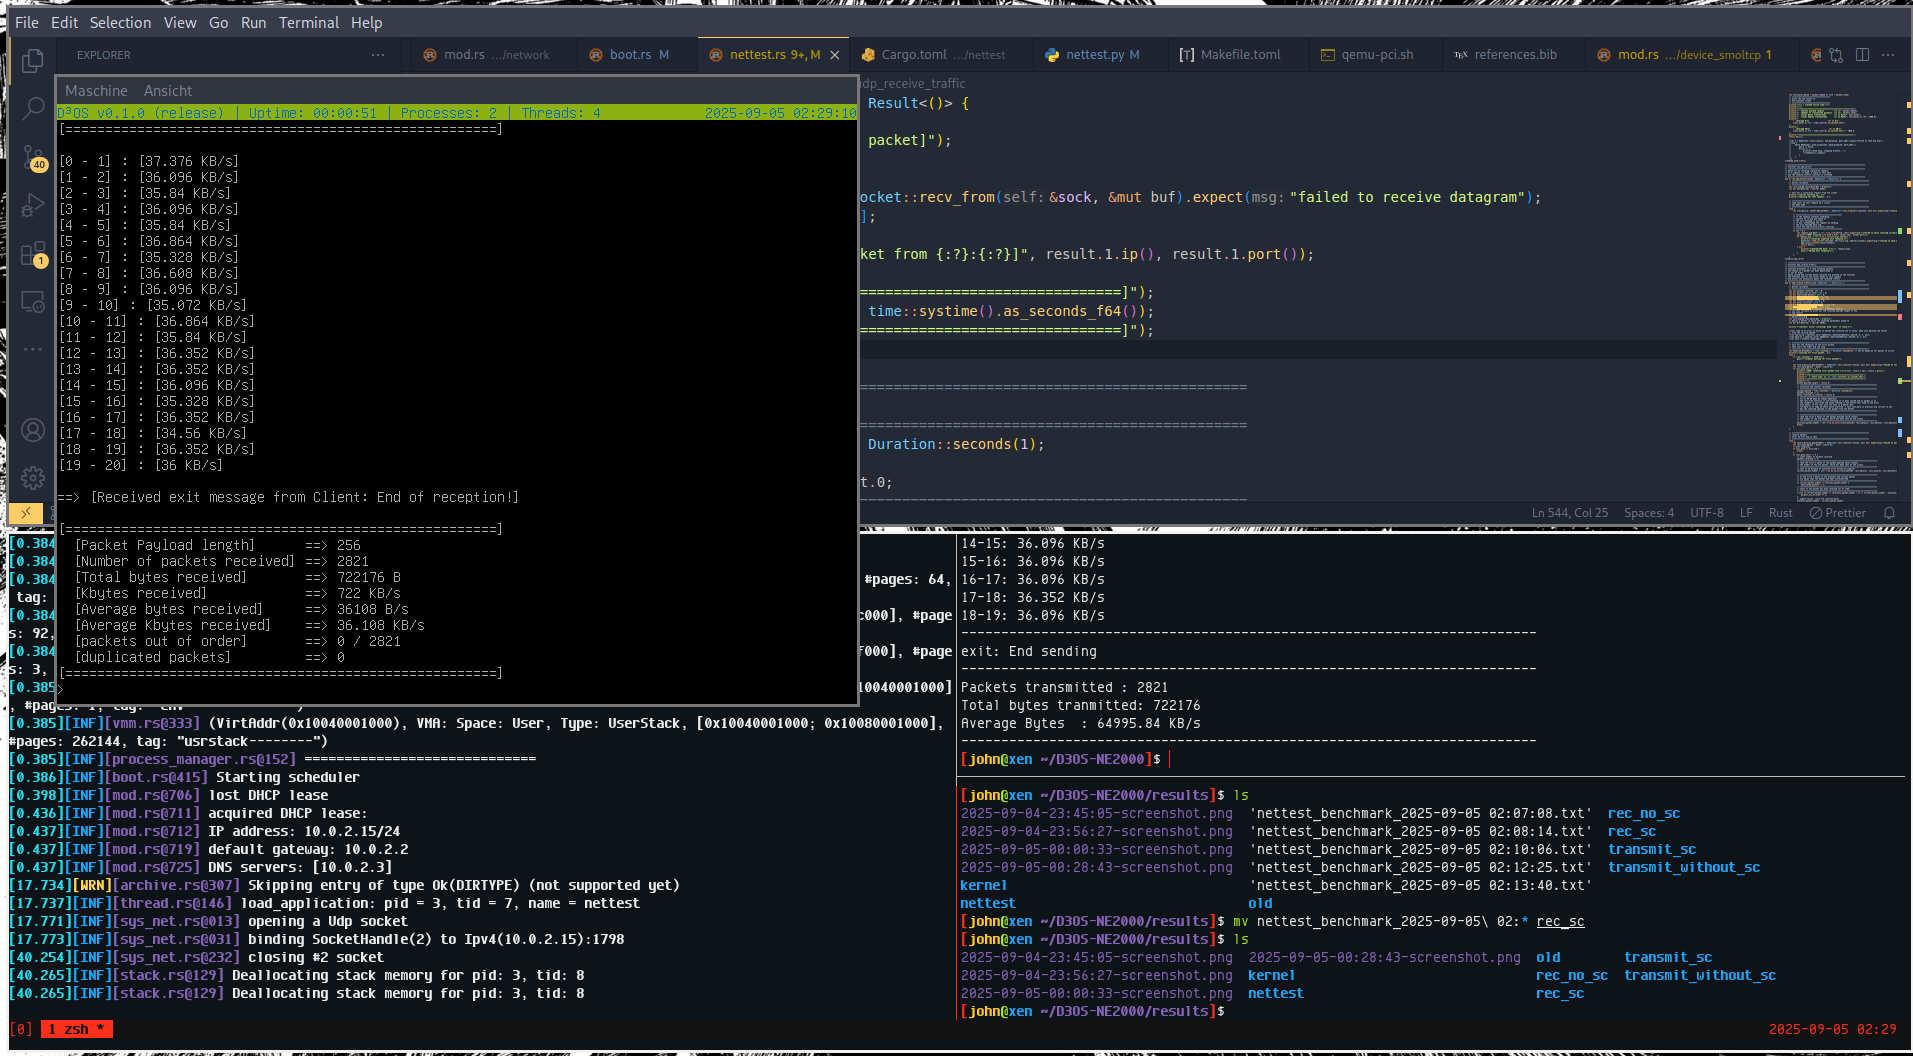 File Edit Selection View Go Run Terminal Help
EXPLORER ···
mod.rs .../network boot.rs M nettest.rs 9+, M × Cargo.toml .../nettest nettest.py M [T] Makefile.toml qemu-pci.sh TEX references.bib mod.rs .../device_smoltcp 1 ···
40
1
Maschine Ansicht
D³OS v0.1.0 (release) | Uptime: 00:00:51 | Processes: 2 | Threads: 4 2025-09-05 02:29:10
[=====================================================]
[0 - 1] : [37.376 KB/s]
[1 - 2] : [36.096 KB/s]
[2 - 3] : [35.84 KB/s]
[3 - 4] : [36.096 KB/s]
[4 - 5] : [35.84 KB/s]
[5 - 6] : [36.864 KB/s]
[6 - 7] : [35.328 KB/s]
[7 - 8] : [36.608 KB/s]
[8 - 9] : [36.096 KB/s]
[9 - 10] : [35.072 KB/s]
[10 - 11] : [36.864 KB/s]
[11 - 12] : [35.84 KB/s]
[12 - 13] : [36.352 KB/s]
[13 - 14] : [36.352 KB/s]
[14 - 15] : [36.096 KB/s]
[15 - 16] : [35.328 KB/s]
[16 - 17] : [36.352 KB/s]
[17 - 18] : [34.56 KB/s]
[18 - 19] : [36.352 KB/s]
[19 - 20] : [36 KB/s]
==> [Received exit message from Client: End of reception!]
[=====================================================]
[Packet Payload length] ==> 256
[Number of packets received] ==> 2821
[Total bytes received] ==> 722176 B
[Kbytes received] ==> 722 KB/s
[Average bytes received] ==> 36108 B/s
[Average Kbytes received] ==> 36.108 KB/s
[packets out of order] ==> 0 / 2821
[duplicated packets] ==> 0
[=====================================================]
>
dp_receive_traffic
Result<()> {
packet]");
ocket::recv_from(self: &sock, &mut buf).expect(msg: "failed to receive datagram");
];
ket from {:?}:{:?}]", result.1.ip(), result.1.port());
================================]");
time::systime().as_seconds_f64());
================================]");
================================================
================================================
Duration::seconds(1);
t.0;
================================================
Ln 544, Col 25 Spaces: 4 UTF-8 LF Rust Prettier
[0.384
[0.384
[0.384 #pages: 64,
tag:
[0.384 c000], #page
s: 92,
[0.384 f000], #page
s: 3,
[0.385 10040001000]
[0.385][INF][vmm.rs@333] (VirtAddr(0x10040001000), VMA: Space: User, Type: UserStack, [0x10040001000; 0x10080001000],
#pages: 262144, tag: "usrstack--------")
[0.385][INF][process_manager.rs@152] =============================
[0.386][INF][boot.rs@415] Starting scheduler
[0.398][INF][mod.rs@706] lost DHCP lease
[0.436][INF][mod.rs@711] acquired DHCP lease:
[0.437][INF][mod.rs@712] IP address: 10.0.2.15/24
[0.437][INF][mod.rs@719] default gateway: 10.0.2.2
[0.437][INF][mod.rs@725] DNS servers: [10.0.2.3]
[17.734][WRN][archive.rs@307] Skipping entry of type Ok(DIRTYPE) (not supported yet)
[17.737][INF][thread.rs@146] load_application: pid = 3, tid = 7, name = nettest
[17.771][INF][sys_net.rs@013] opening a Udp socket
[17.773][INF][sys_net.rs@031] binding SocketHandle(2) to Ipv4(10.0.2.15):1798
[40.254][INF][sys_net.rs@232] closing #2 socket
[40.265][INF][stack.rs@129] Deallocating stack memory for pid: 3, tid: 8
[40.265][INF][stack.rs@129] Deallocating stack memory for pid: 3, tid: 8
14-15: 36.096 KB/s
15-16: 36.096 KB/s
16-17: 36.096 KB/s
17-18: 36.352 KB/s
18-19: 36.096 KB/s
------------------------------------------------------------------------
exit: End sending
------------------------------------------------------------------------
Packets transmitted : 2821
Total bytes tranmitted: 722176
Average Bytes : 64995.84 KB/s
------------------------------------------------------------------------
[john@xen ~/D3OS-NE2000]$
[john@xen ~/D3OS-NE2000/results]$ ls
2025-09-04-23:45:05-screenshot.png 'nettest_benchmark_2025-09-05 02:07:08.txt' rec_no_sc
2025-09-04-23:56:27-screenshot.png 'nettest_benchmark_2025-09-05 02:08:14.txt' rec_sc
2025-09-05-00:00:33-screenshot.png 'nettest_benchmark_2025-09-05 02:10:06.txt' transmit_sc
2025-09-05-00:28:43-screenshot.png 'nettest_benchmark_2025-09-05 02:12:25.txt' transmit_without_sc
kernel 'nettest_benchmark_2025-09-05 02:13:40.txt'
nettest old
[john@xen ~/D3OS-NE2000/results]$ mv nettest_benchmark_2025-09-05\ 02:* rec_sc
[john@xen ~/D3OS-NE2000/results]$ ls
2025-09-04-23:45:05-screenshot.png 2025-09-05-00:28:43-screenshot.png old transmit_sc
2025-09-04-23:56:27-screenshot.png kernel rec_no_sc transmit_without_sc
2025-09-05-00:00:33-screenshot.png nettest rec_sc
[john@xen ~/D3OS-NE2000/results]$
[0] 1 zsh * 2025-09-05 02:29